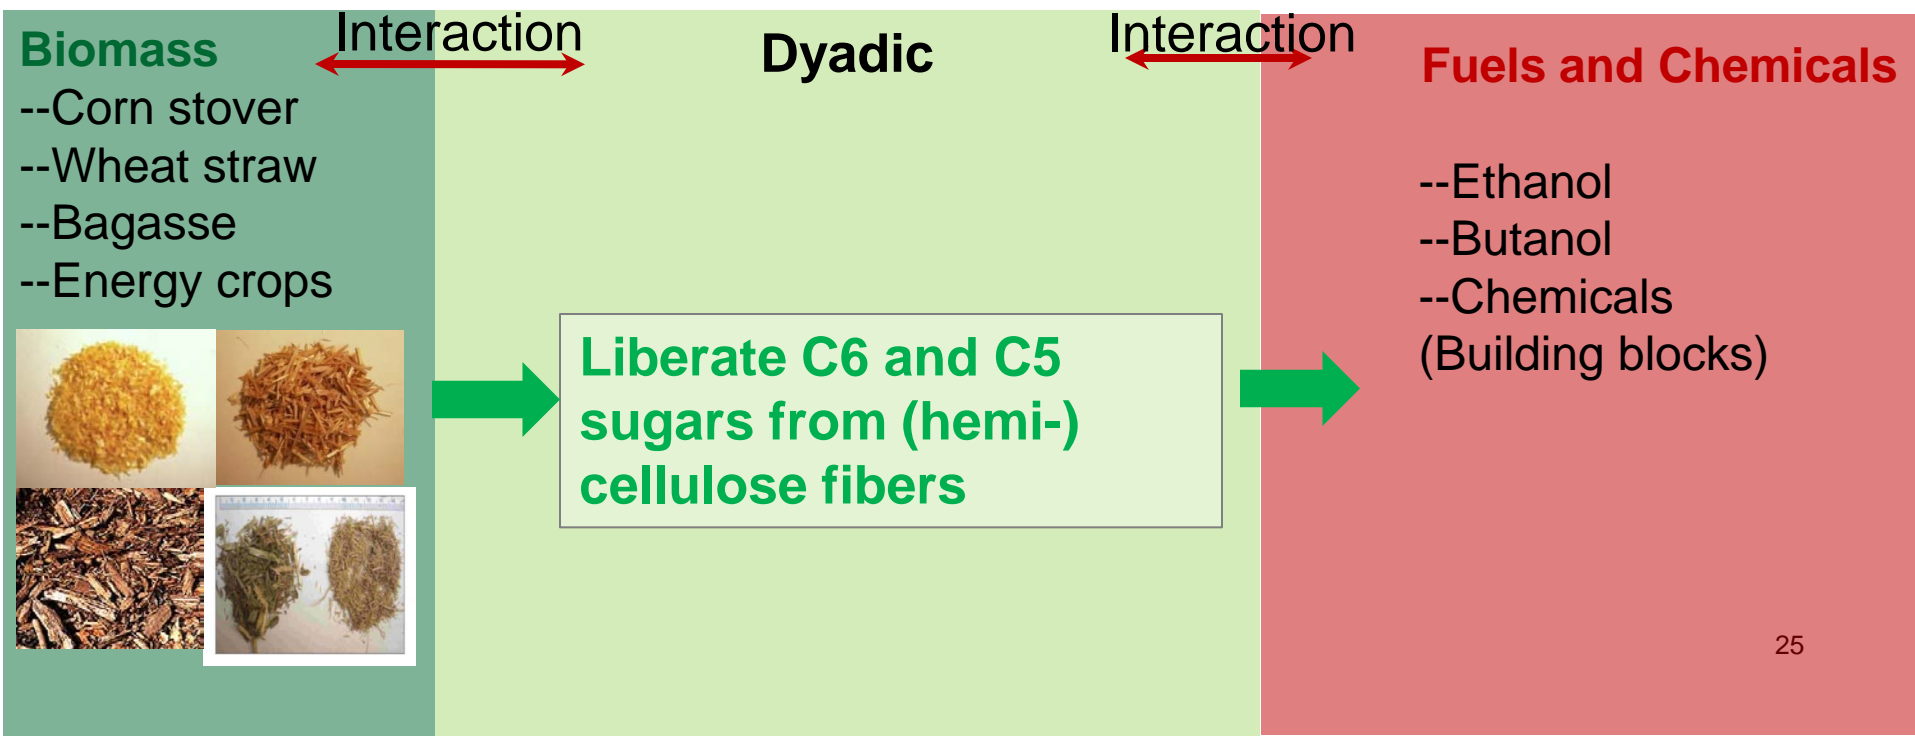 Biomass
--Corn stover
--Wheat straw
--Bagasse
--Energy crops
Interaction
Dyadic
Liberate C6 and C5
sugars from (hemi-)
cellulose fibers
Interaction
Fuels and Chemicals
--Ethanol
--Butanol
--Chemicals
(Building blocks)
25